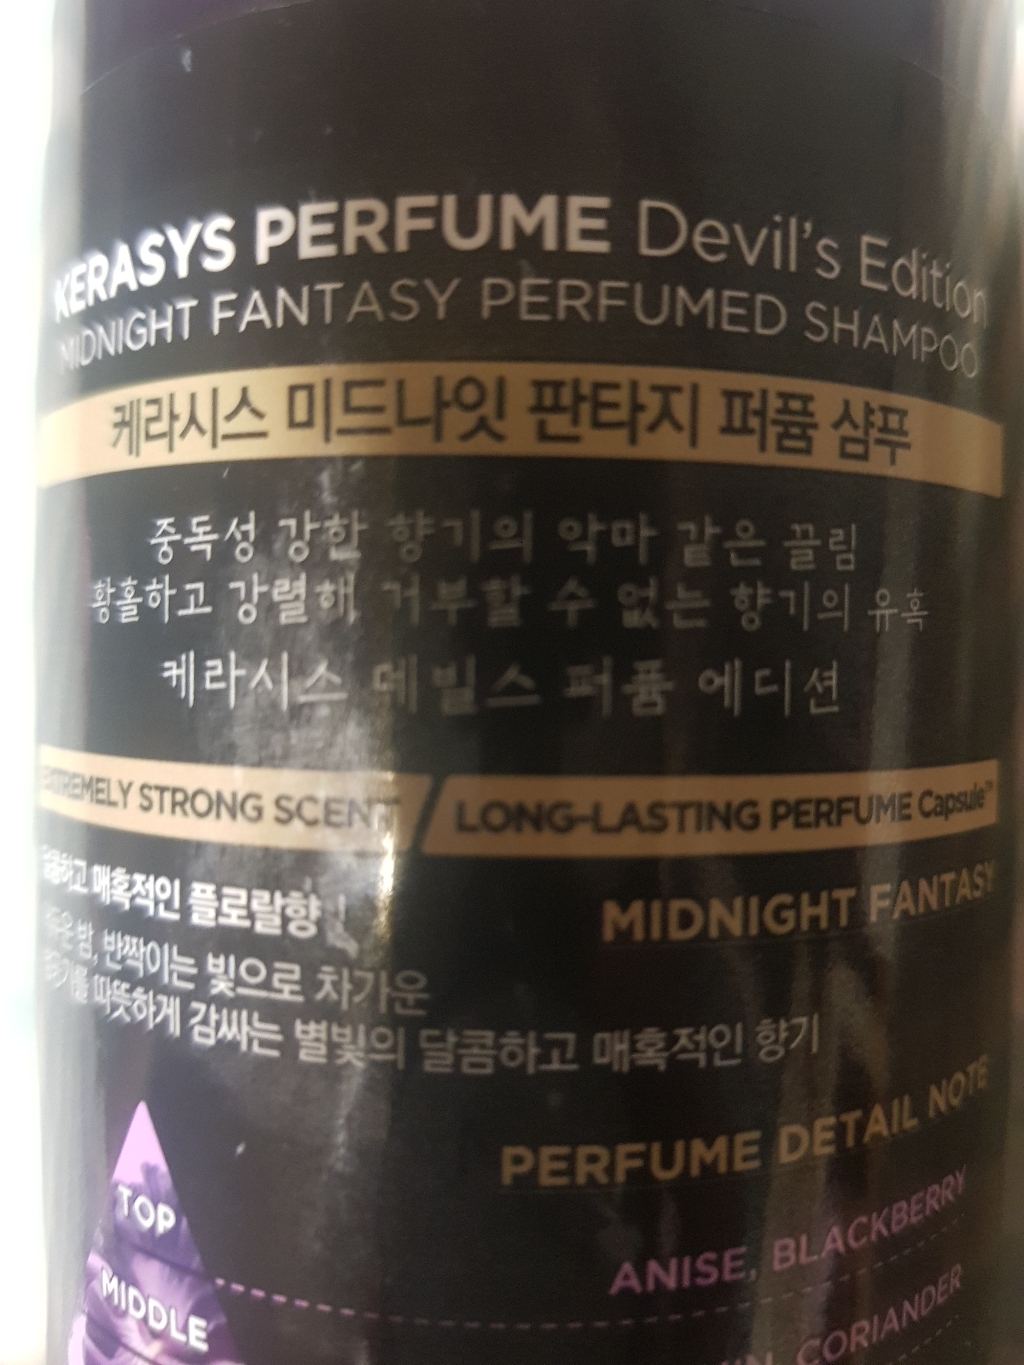 KERASYS PERFUME Devil's Edition
MIDNIGHT FANTASY PERFUMED SHAMPOO
케라시스 미드나잇 판타지 퍼퓸 샴푸
중독성 강한 향기의 악마 같은 끌림
황홀하고 강렬해 거부할 수 없는 향기의 유혹
케라시스 데빌스 퍼퓸 에디션
EXTREMELY STRONG SCENT
LONG-LASTING PERFUME Capsule™
MIDNIGHT FANTASY
달콤하고 매혹적인 플로랄향
밤, 반짝이는 빛으로 차가운
따뜻하게 감싸는 별빛의 달콤하고 매혹적인 향기
PERFUME DETAIL NOTE
TOP
ANISE, BLACKBERRY
MIDDLE
CORIANDER